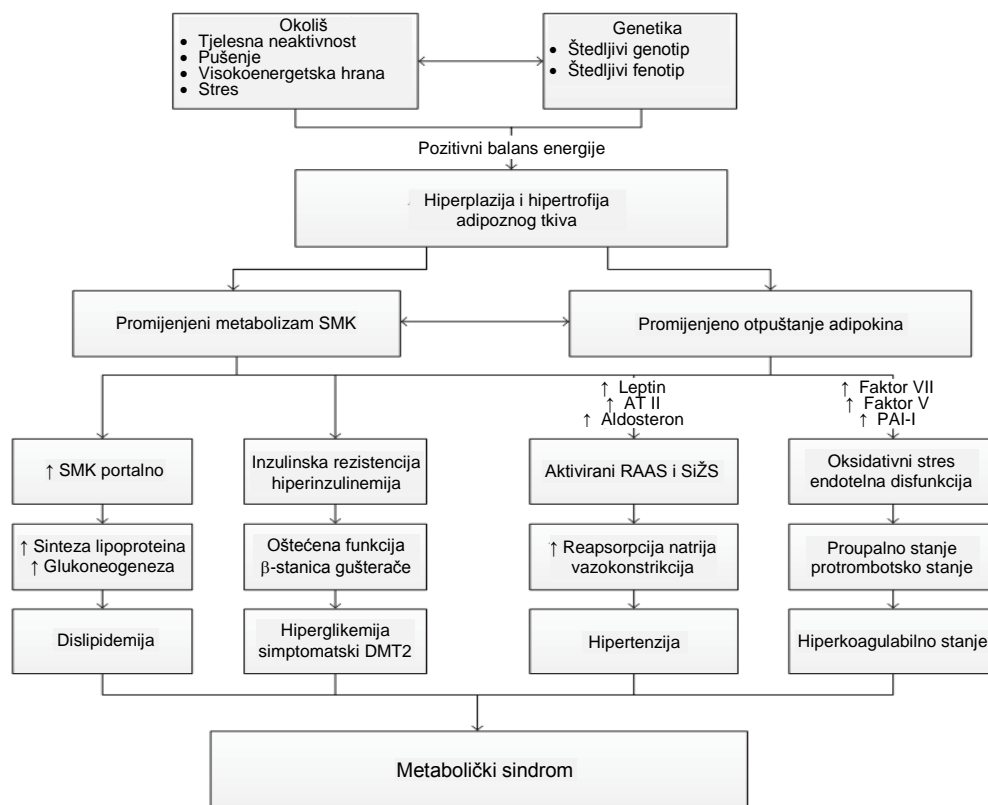 Okoliš
• Tjelesna neaktivnost
• Pušenje
• Visokoenergetska hrana
• Stres
Genetika
• Štedljivi genotip
• Štedljivi fenotip
Pozitivni balans energije
Hiperplazija i hipertrofija
adipoznog tkiva
Promijenjeni metabolizam SMK
Promijenjeno otpuštanje adipokina
↑ Leptin
↑ AT II
↑ Aldosteron
↑ Faktor VII
↑ Faktor V
↑ PAI-I
↑ SMK portalno
Inzulinska rezistencija
hiperinzulinemija
Aktivirani RAAS i SiŽS
Oksidativni stres
endotelna disfunkcija
↑ Sinteza lipoproteina
↑ Glukoneogeneza
Oštećena funkcija
β-stanica gušterače
↑ Reapsorpcija natrija
vazokonstrikcija
Proupalno stanje
protrombotsko stanje
Dislipidemija
Hiperglikemija
simptomatski DMT2
Hipertenzija
Hiperkoagulabilno stanje
Metabolički sindrom